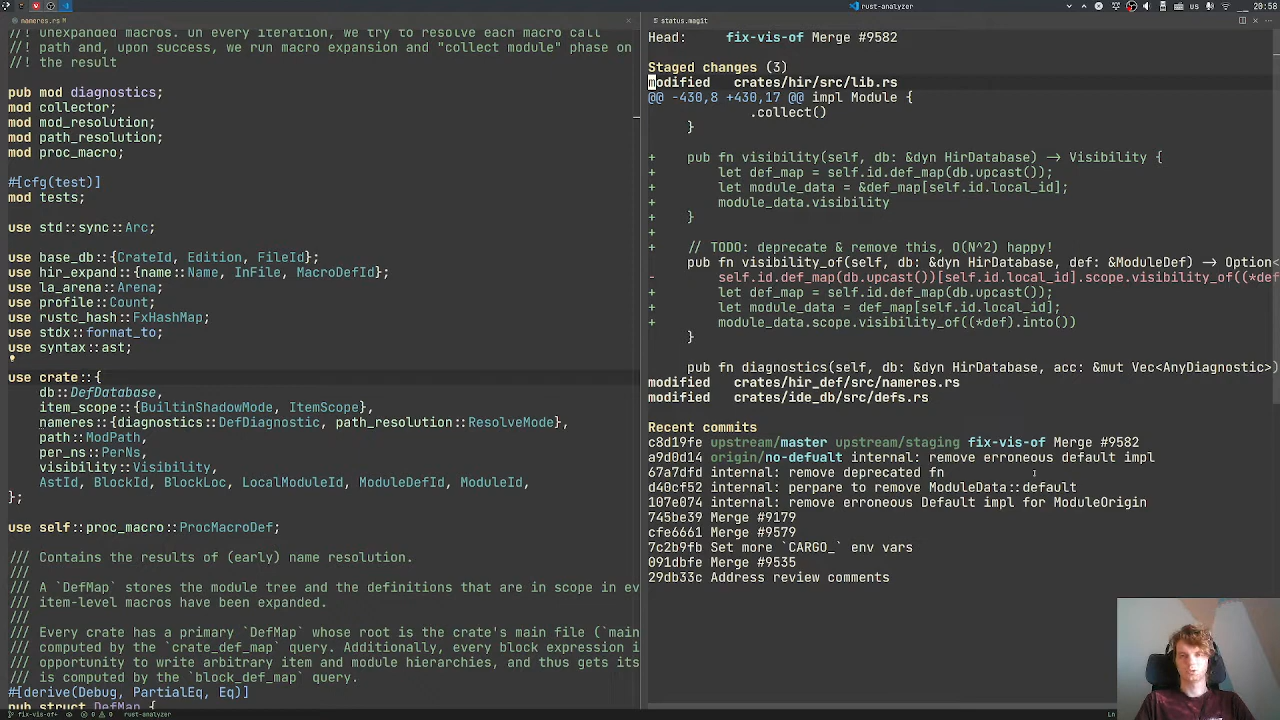 rust-analyzer
us
20:58
nameres.rs M
status.magit
//! unexpanded macros. On every iteration, we try to resolve each macro call
//! path and, upon success, we run macro expansion and "collect module" phase on
//! the result
pub mod diagnostics;
mod collector;
mod mod_resolution;
mod path_resolution;
mod proc_macro;
#[cfg(test)]
mod tests;
use std::sync::Arc;
use base_db::{CrateId, Edition, FileId};
use hir_expand::{name::Name, InFile, MacroDefId};
use la_arena::Arena;
use profile::Count;
use rustc_hash::FxHashMap;
use stdx::format_to;
use syntax::ast;
use crate::{
db::DefDatabase,
item_scope::{BuiltinShadowMode, ItemScope},
nameres::{diagnostics::DefDiagnostic, path_resolution::ResolveMode},
path::ModPath,
per_ns::PerNs,
visibility::Visibility,
AstId, BlockId, BlockLoc, LocalModuleId, ModuleDefId, ModuleId,
};
use self::proc_macro::ProcMacroDef;
/// Contains the results of (early) name resolution.
///
/// A `DefMap` stores the module tree and the definitions that are in scope in ev
/// item-level macros have been expanded.
///
/// Every crate has a primary `DefMap` whose root is the crate's main file (`main
/// computed by the `crate_def_map` query. Additionally, every block expression i
/// opportunity to write arbitrary item and module hierarchies, and thus gets its
/// is computed by the `block_def_map` query.
#[derive(Debug, PartialEq, Eq)]
pub struct DefMap {
Head: fix-vis-of Merge #9582
Staged changes (3)
modified crates/hir/src/lib.rs
@@ -430,8 +430,17 @@ impl Module {
.collect()
}
+ pub fn visibility(self, db: &dyn HirDatabase) -> Visibility {
+ let def_map = self.id.def_map(db.upcast());
+ let module_data = &def_map[self.id.local_id];
+ module_data.visibility
+ }
+
+ // TODO: deprecate & remove this, O(N^2) happy!
pub fn visibility_of(self, db: &dyn HirDatabase, def: &ModuleDef) -> Option<
- self.id.def_map(db.upcast())[self.id.local_id].scope.visibility_of((*def
+ let def_map = self.id.def_map(db.upcast());
+ let module_data = def_map[self.id.local_id];
+ module_data.scope.visibility_of((*def).into())
}
pub fn diagnostics(self, db: &dyn HirDatabase, acc: &mut Vec<AnyDiagnostic>)
modified crates/hir_def/src/nameres.rs
modified crates/ide_db/src/defs.rs
Recent commits
c8d19fe upstream/master upstream/staging fix-vis-of Merge #9582
a9d0d14 origin/no-defualt internal: remove erroneous default impl
67a7dfd internal: remove deprecated fn
d40cf52 internal: perpare to remove ModuleData::default
107e074 internal: remove erroneous Default impl for ModuleOrigin
745be39 Merge #9179
cfe6661 Merge #9579
7c2b9fb Set more `CARGO_` env vars
091dbfe Merge #9535
29db33c Address review comments
fix-vis-of+
0
0
rust-analyzer
Ln